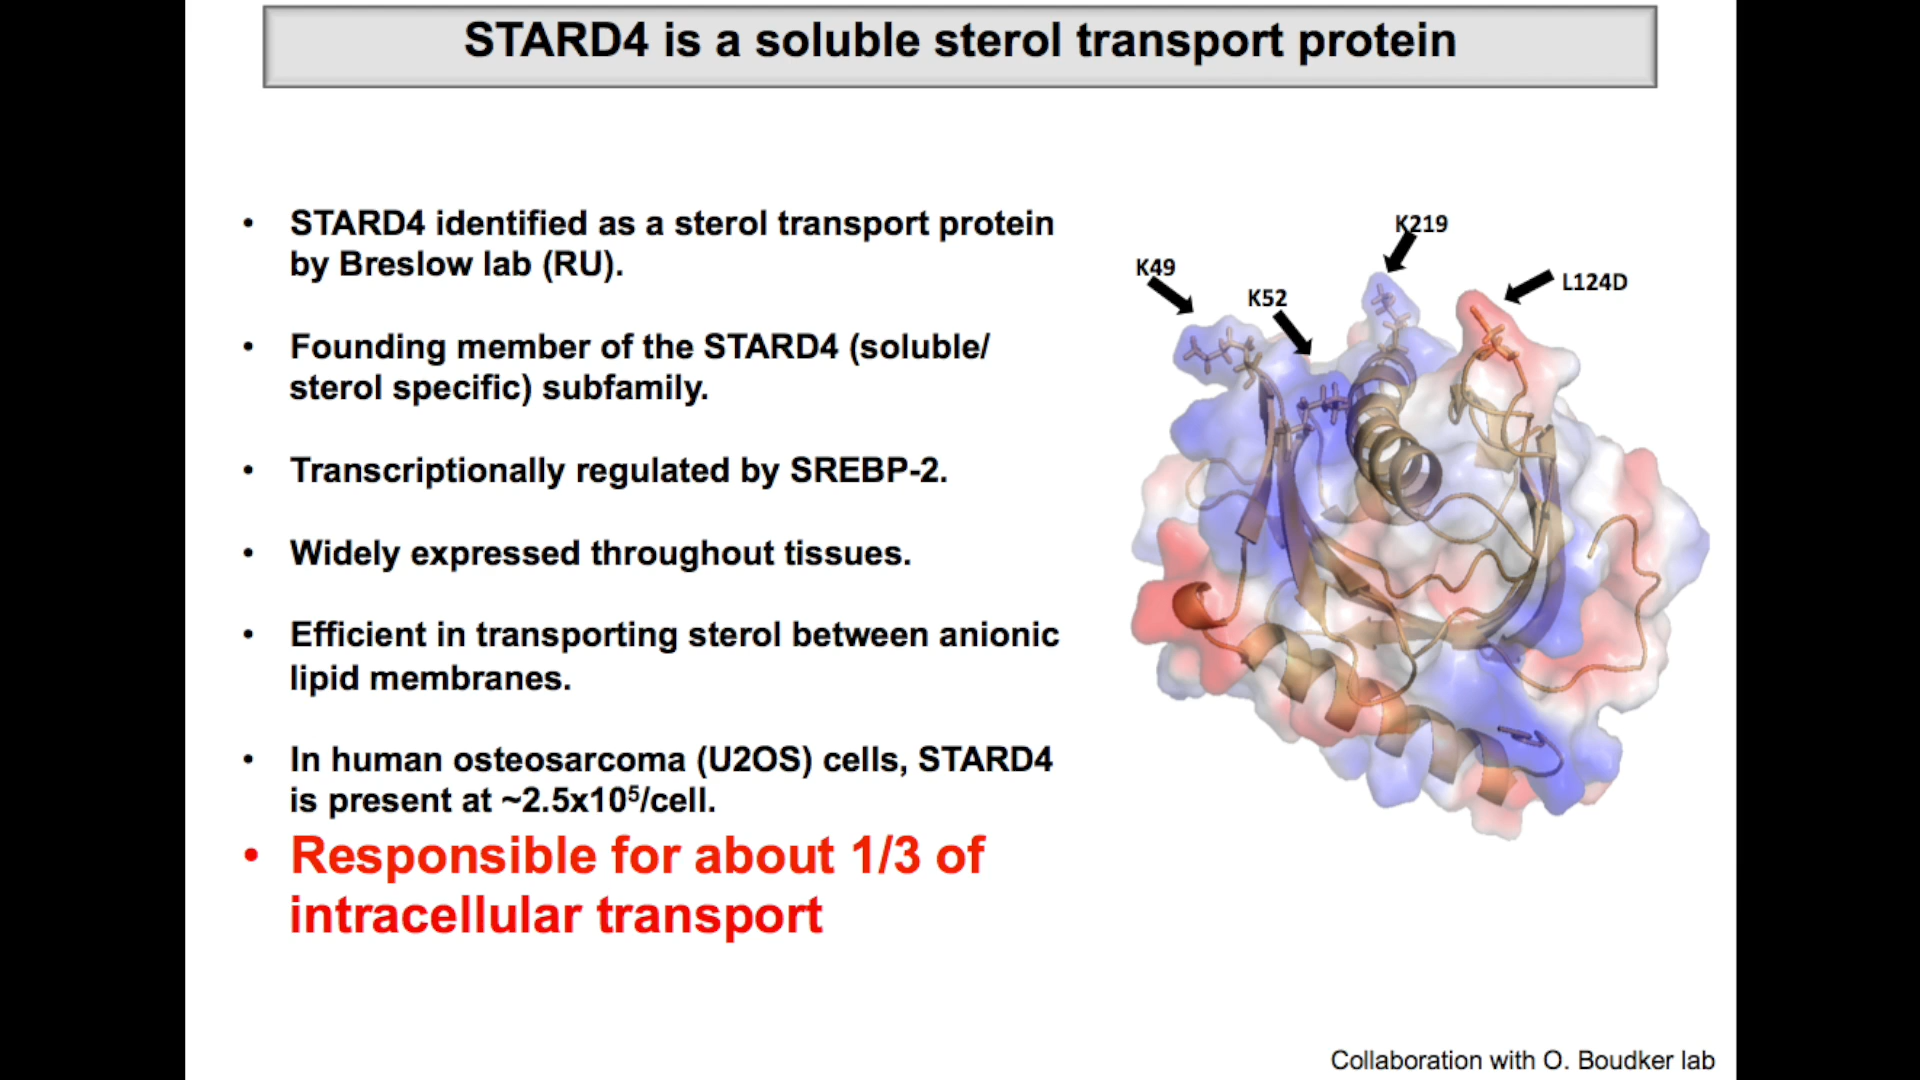 STARD4 is a soluble sterol transport protein
• STARD4 identified as a sterol transport protein
by Breslow lab (RU).
• Founding member of the STARD4 (soluble/
sterol specific) subfamily.
• Transcriptionally regulated by SREBP-2.
• Widely expressed throughout tissues.
• Efficient in transporting sterol between anionic
lipid membranes.
• In human osteosarcoma (U2OS) cells, STARD4
is present at ~2.5x10⁵/cell.
• Responsible for about 1/3 of
intracellular transport
K219
K49
K52
L124D
Collaboration with O. Boudker lab